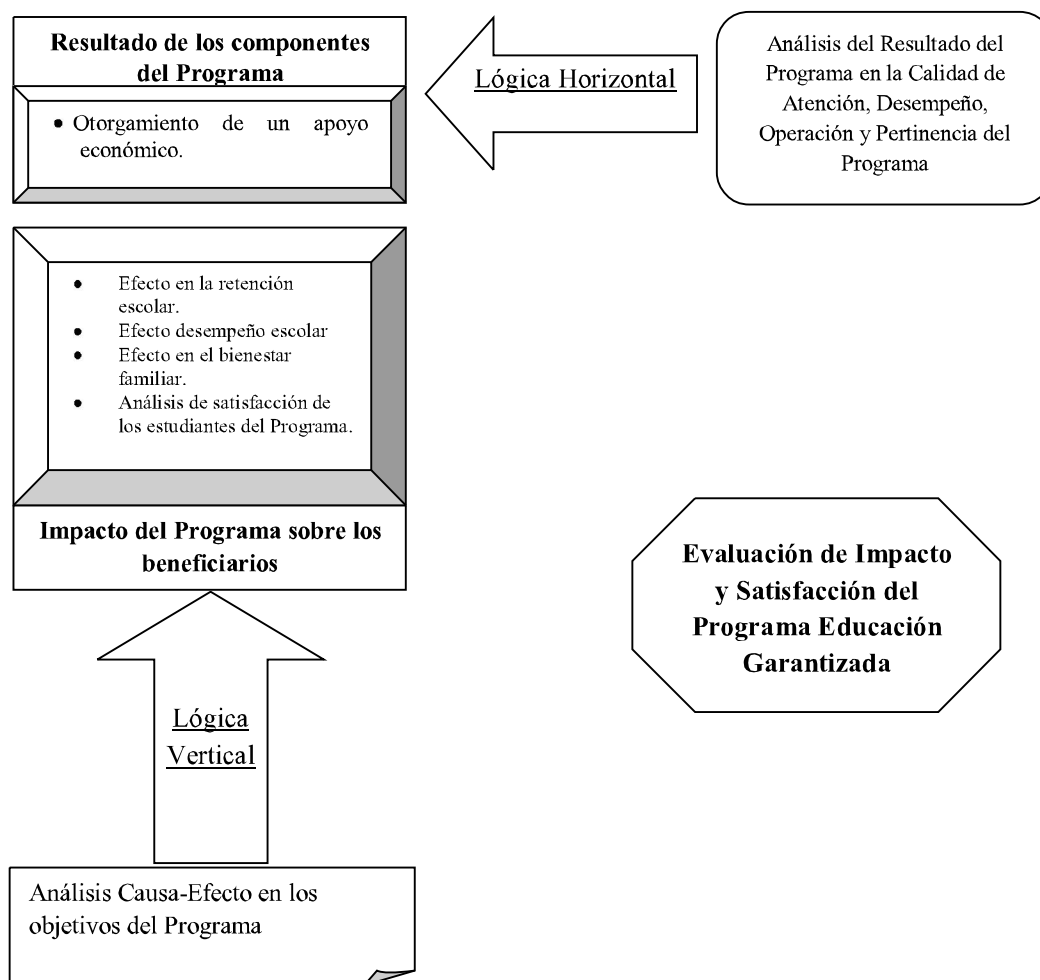 Resultado de los componentes
del Programa
• Otorgamiento de un apoyo
económico.
Lógica Horizontal
Análisis del Resultado del
Programa en la Calidad de
Atención, Desempeño,
Operación y Pertinencia del
Programa
• Efecto en la retención
escolar.
• Efecto desempeño escolar
• Efecto en el bienestar
familiar.
• Análisis de satisfacción de
los estudiantes del Programa.
Impacto del Programa sobre los
beneficiarios
Evaluación de Impacto
y Satisfacción del
Programa Educación
Garantizada
Lógica
Vertical
Análisis Causa-Efecto en los
objetivos del Programa